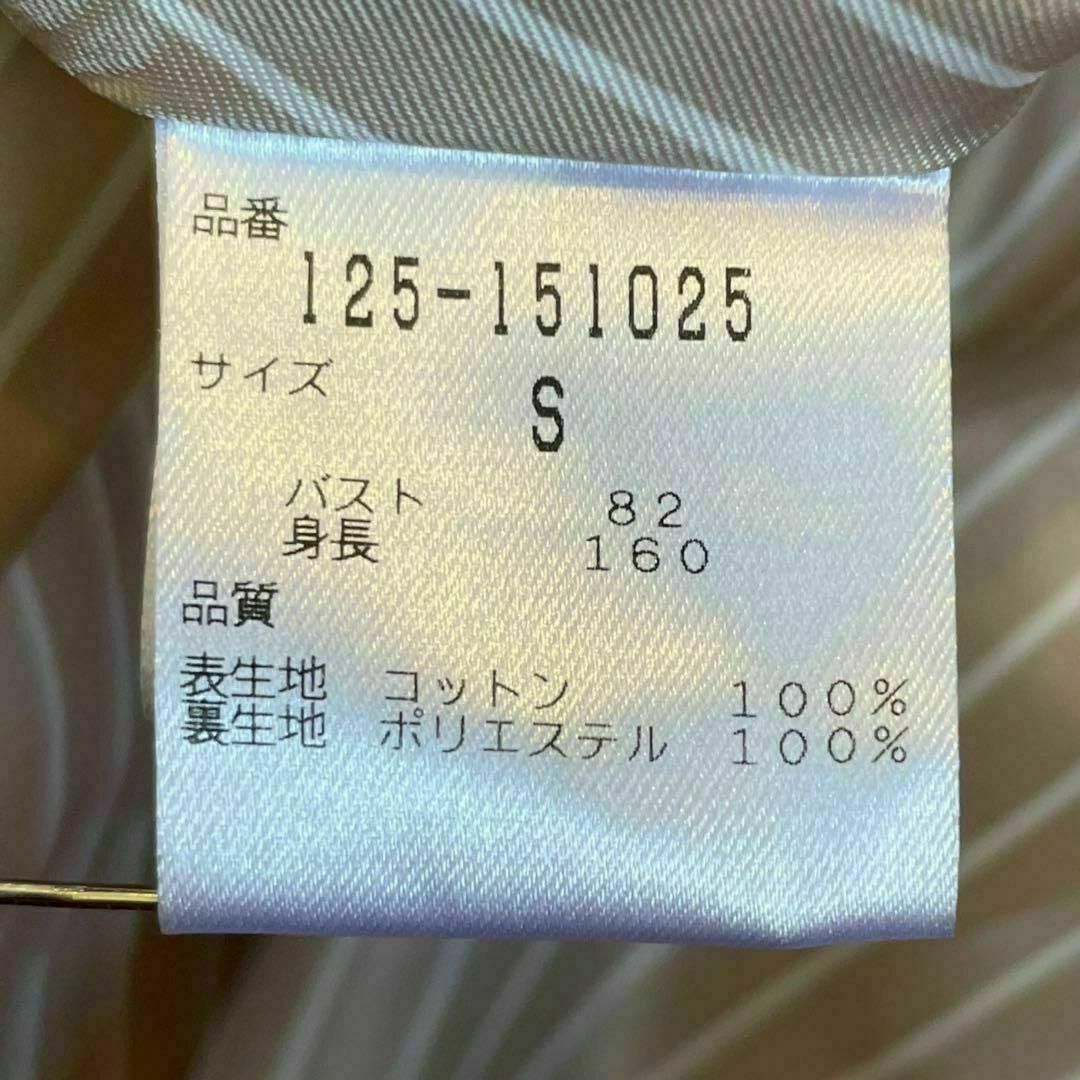 品番
125-151025
サイズ
S
バスト 82
身長 160
品質
表生地 コットン 100%
裏生地 ポリエステル 100%